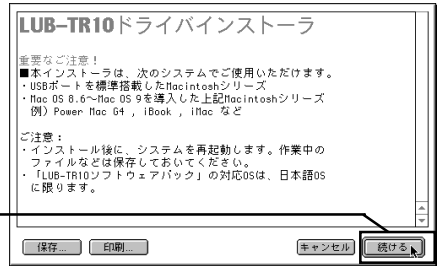 LUB-TR10ドライバインストーラ
重要なご注意！
■本インストーラは、次のシステムでご使用いただけます。
・USBポートを標準搭載したMacintoshシリーズ
・Mac OS 8.6～Mac OS 9を導入した上記Macintoshシリーズ
例）Power Mac G4 , iBook , iMac など
ご注意：
・インストール後に、システムを再起動します。作業中の
ファイルなどは保存しておいてください。
・「LUB-TR10ソフトウェアパック」の対応OSは、日本語OS
に限ります。
保存... 印刷... キャンセル 続ける